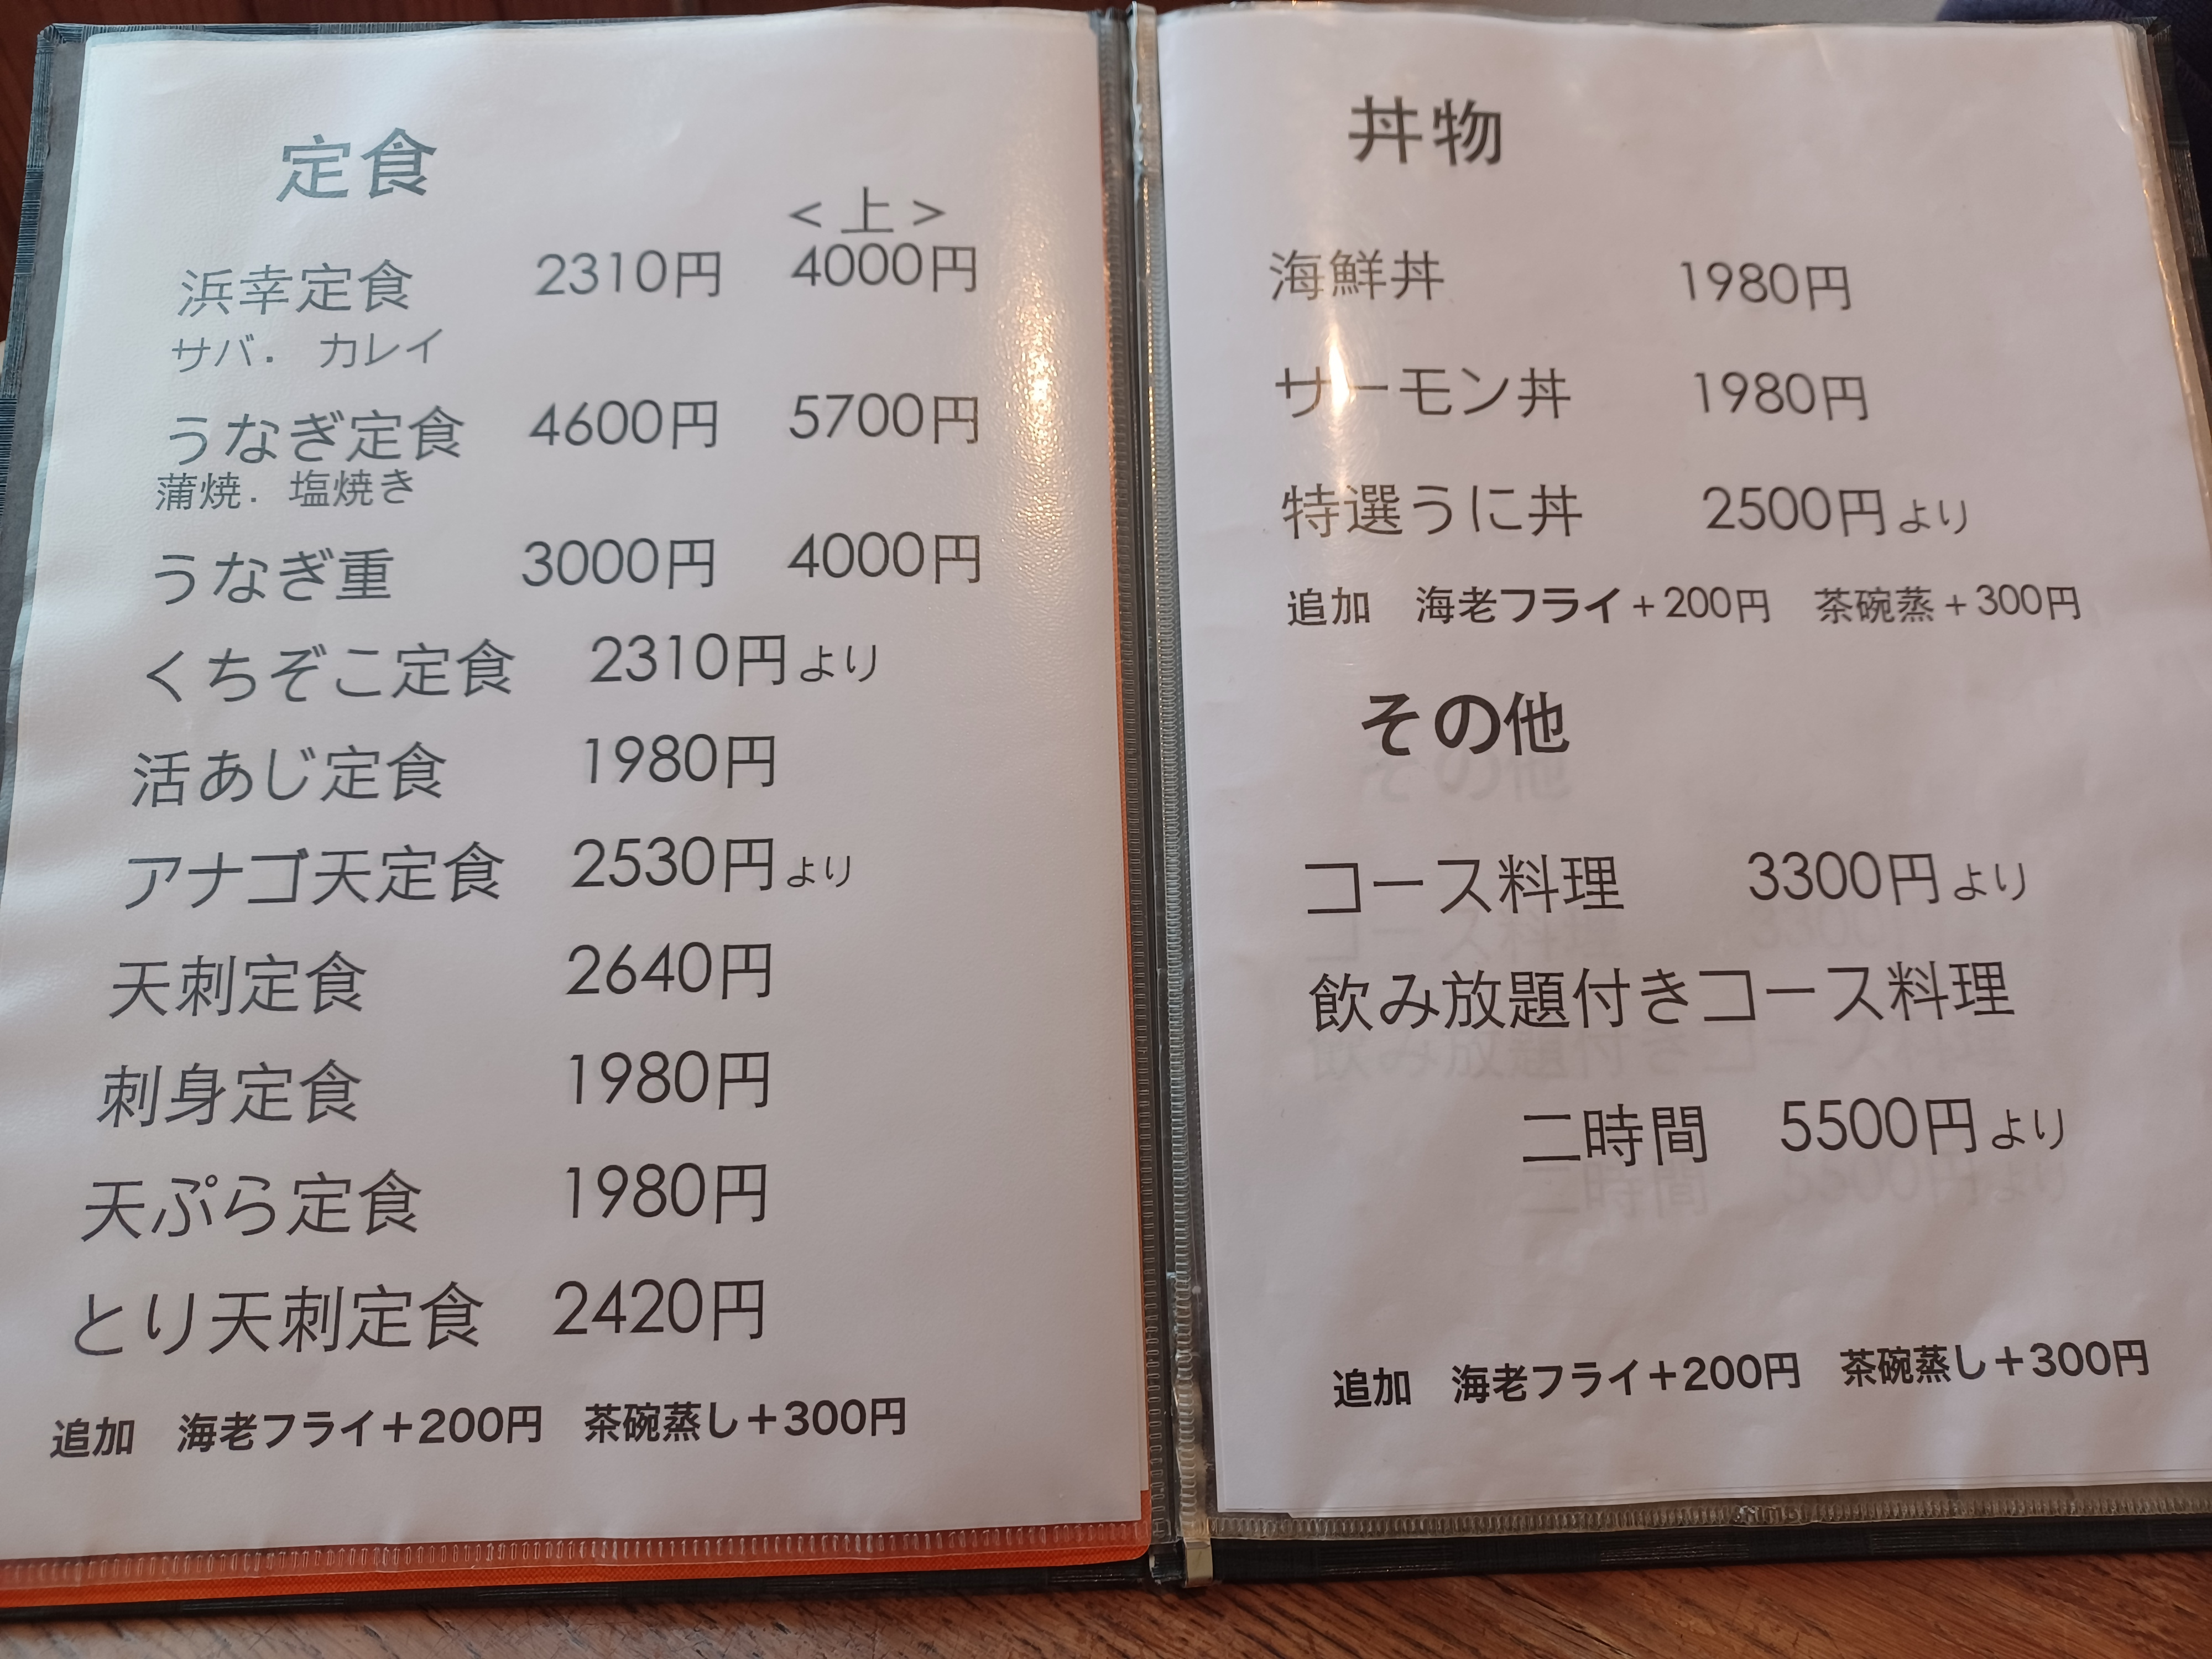 定食
＜上＞
浜幸定食 2310円 4000円
サバ． カレイ
うなぎ定食 4600円 5700円
蒲焼．塩焼き
うなぎ重 3000円 4000円
くちぞこ定食 2310円より
活あじ定食 1980円
アナゴ天定食 2530円より
天刺定食 2640円
刺身定食 1980円
天ぷら定食 1980円
とり天刺定食 2420円
追加 海老フライ＋200円 茶碗蒸し＋300円
丼物
海鮮丼 1980円
サーモン丼 1980円
特選うに丼 2500円より
追加 海老フライ＋200円 茶碗蒸＋300円
その他
コース料理 3300円より
飲み放題付きコース料理
二時間 5500円より
追加 海老フライ＋200円 茶碗蒸し＋300円